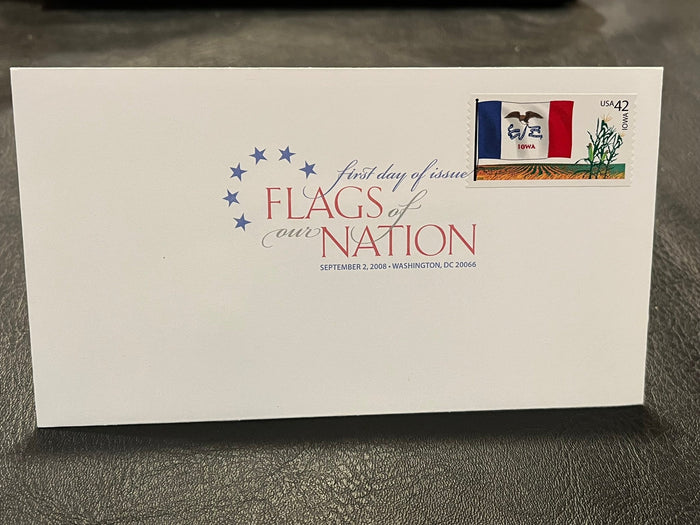 USA 42
IOWA
IOWA
first day of issue
FLAGS of
our NATION
SEPTEMBER 2, 2008 • WASHINGTON, DC 20066